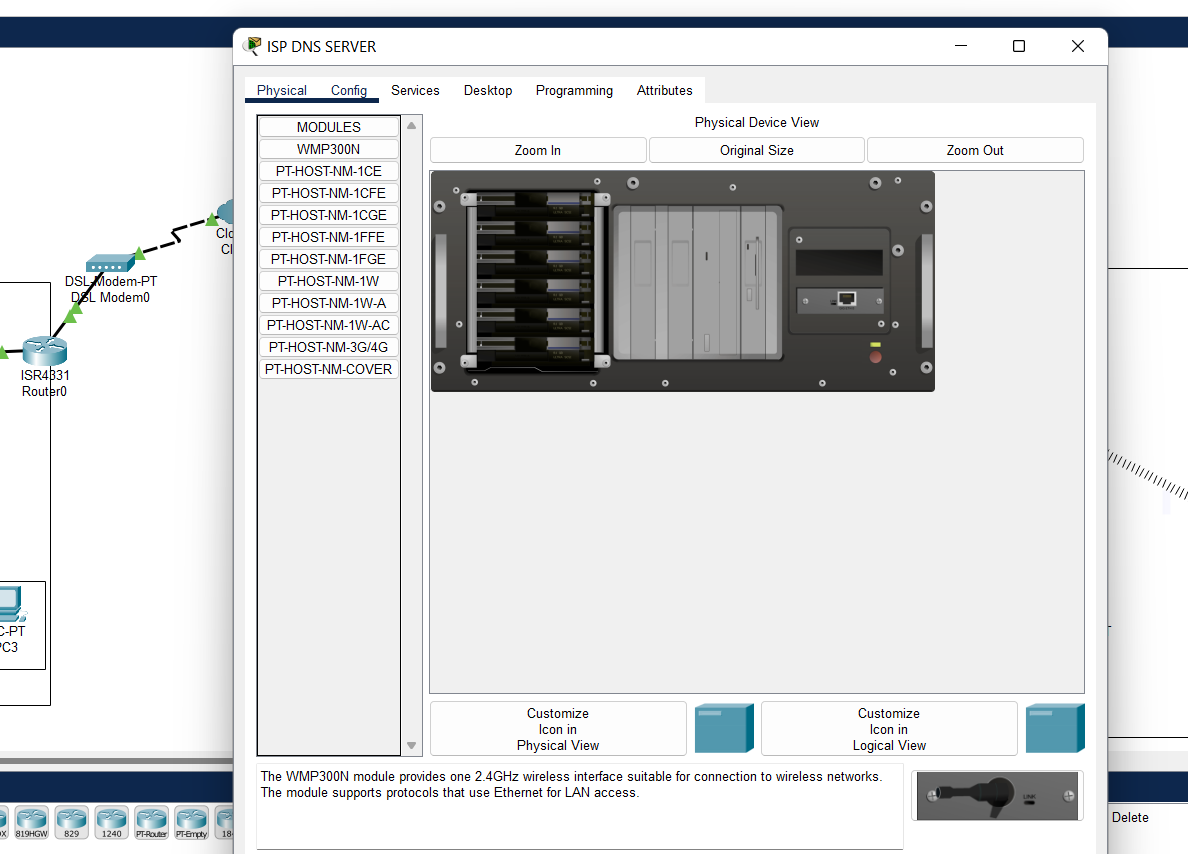 ISP DNS SERVER
Physical
Config
Services
Desktop
Programming
Attributes
MODULES
WMP300N
PT-HOST-NM-1CE
PT-HOST-NM-1CFE
PT-HOST-NM-1CGE
PT-HOST-NM-1FFE
PT-HOST-NM-1FGE
PT-HOST-NM-1W
PT-HOST-NM-1W-A
PT-HOST-NM-1W-AC
PT-HOST-NM-3G/4G
PT-HOST-NM-COVER
Physical Device View
Zoom In
Original Size
Zoom Out
Customize
Icon in
Physical View
Customize
Icon in
Logical View
The WMP300N module provides one 2.4GHz wireless interface suitable for connection to wireless networks.
The module supports protocols that use Ethernet for LAN access.
LINK
Clo
Cl
DSL-Modem-PT
DSL Modem0
ISR4331
Router0
C-PT
PC3
819HGW
829
1240
PT-Router
PT-Empty
184
Delete